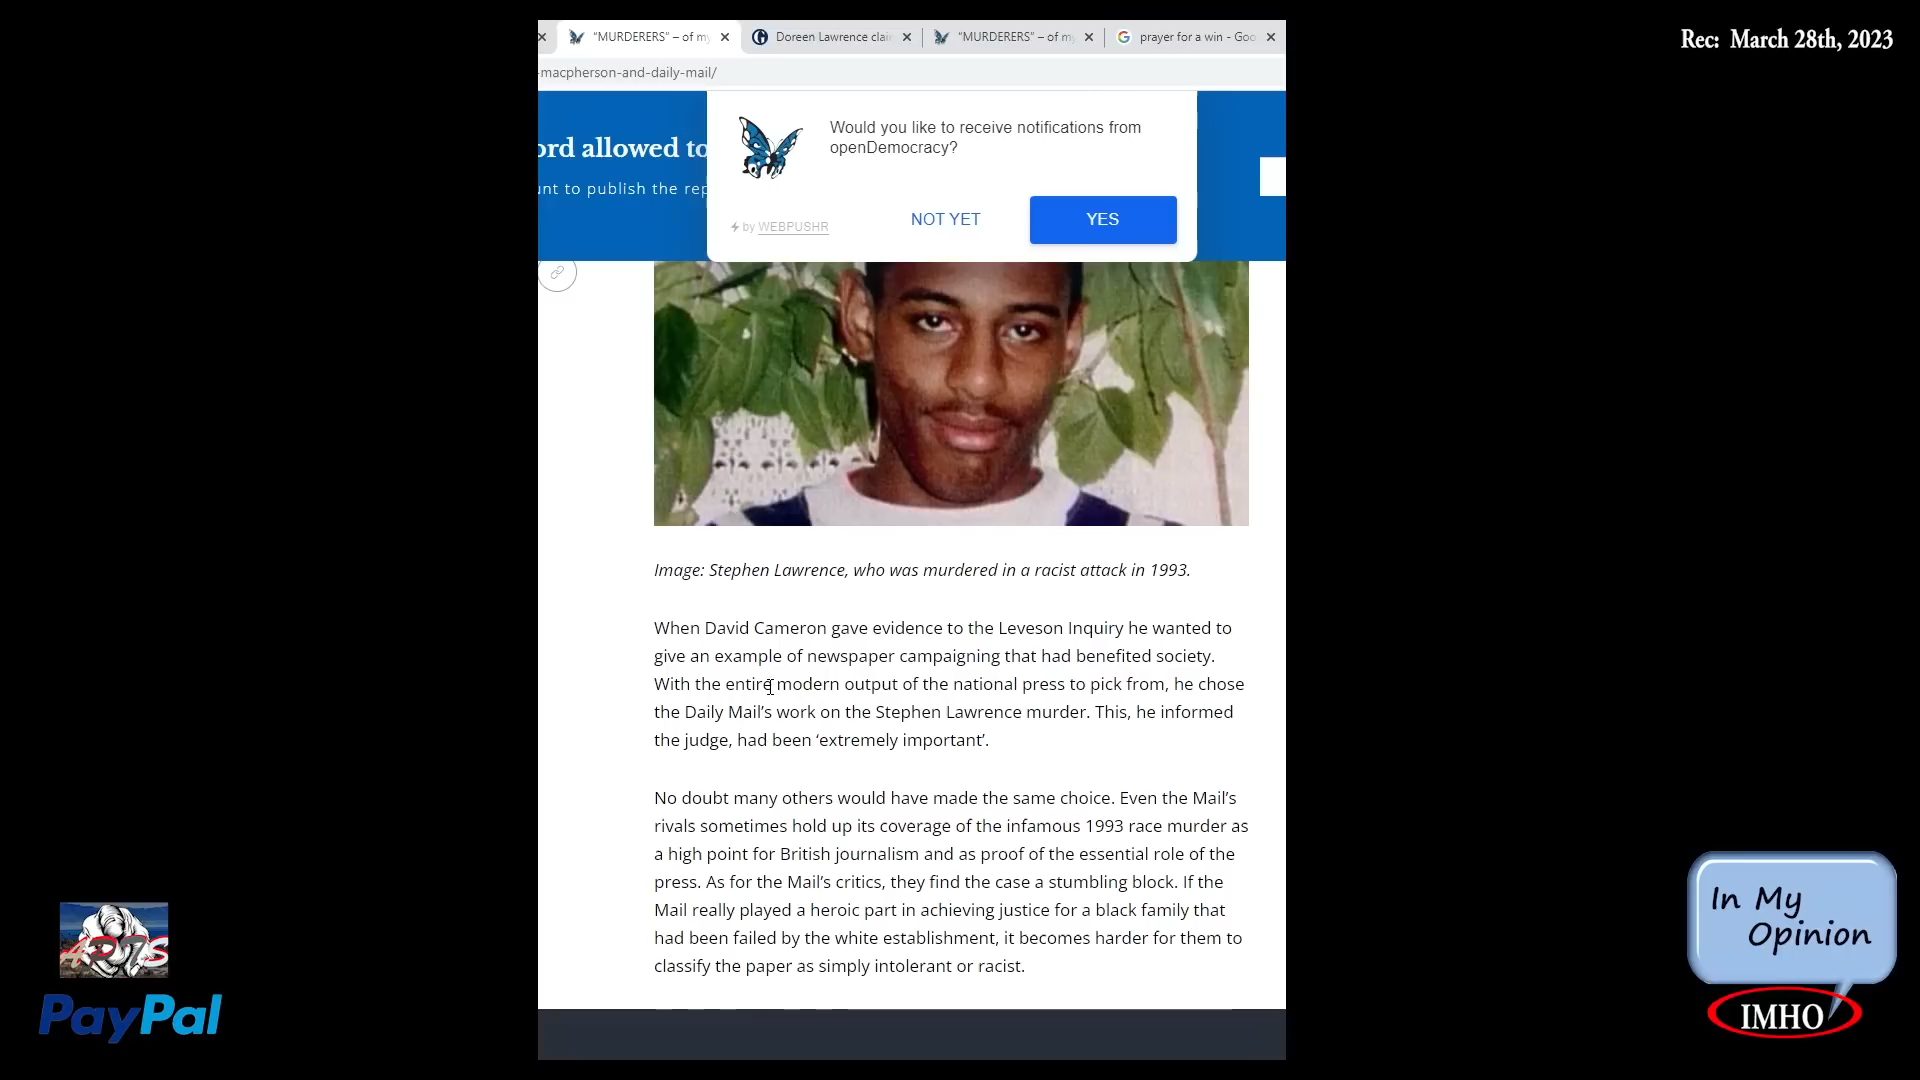 Rec: March 28th, 2023
"MURDERERS" – of my
Doreen Lawrence clai
"MURDERERS" – of my
prayer for a win - Goo
-macpherson-and-daily-mail/
ord allowed to
unt to publish the rep
Would you like to receive notifications from
openDemocracy?
by WEBPUSHR
NOT YET
YES
Image: Stephen Lawrence, who was murdered in a racist attack in 1993.
When David Cameron gave evidence to the Leveson Inquiry he wanted to
give an example of newspaper campaigning that had benefited society.
With the entire modern output of the national press to pick from, he chose
the Daily Mail’s work on the Stephen Lawrence murder. This, he informed
the judge, had been ‘extremely important’.
No doubt many others would have made the same choice. Even the Mail’s
rivals sometimes hold up its coverage of the infamous 1993 race murder as
a high point for British journalism and as proof of the essential role of the
press. As for the Mail’s critics, they find the case a stumbling block. If the
Mail really played a heroic part in achieving justice for a black family that
had been failed by the white establishment, it becomes harder for them to
classify the paper as simply intolerant or racist.
PayPal
In My
Opinion
IMHO